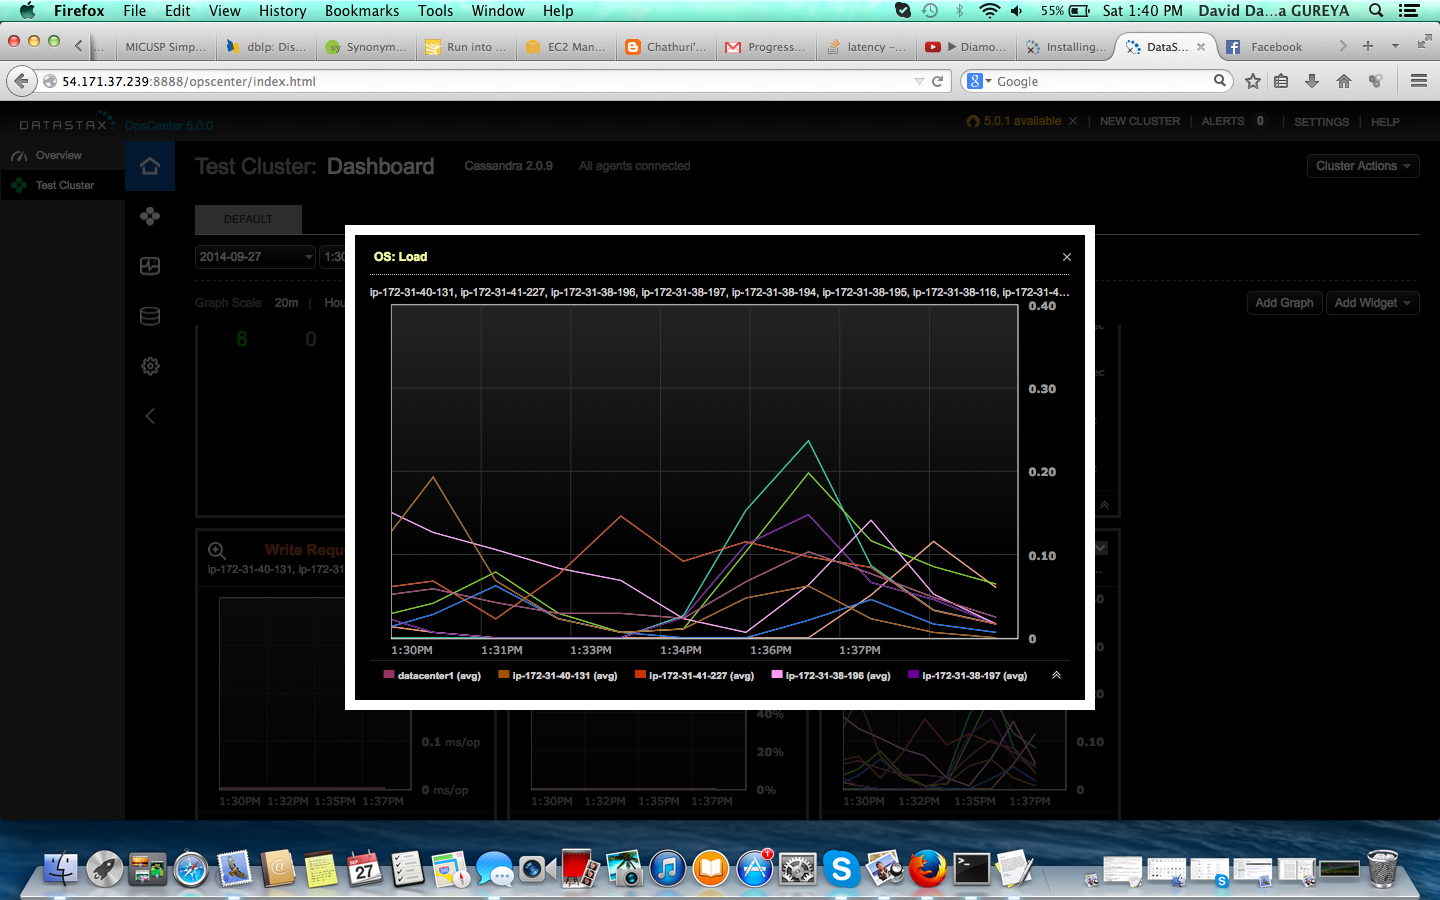 Firefox File Edit View History Bookmarks Tools Window Help 55% Sat 1:40 PM David Da...a GUREYA
... MICUSP Simp... dblp: Dis... Synonym... Run into ... EC2 Man... Chathuri'... Progress... latency -... ▶ Diamo... Installing... DataS... Facebook
54.171.37.239:8888/opscenter/index.html Google
DATASTAX OpsCenter 5.0.0 5.0.1 available × NEW CLUSTER ALERTS 0 SETTINGS HELP
Overview
Test Cluster
Test Cluster: Dashboard Cassandra 2.0.9 All agents connected Cluster Actions
DEFAULT
2014-09-27 1:30
Graph Scale 20m Hou Add Graph Add Widget
8 0
OS: Load ×
ip-172-31-40-131, ip-172-31-41-227, ip-172-31-38-196, ip-172-31-38-197, ip-172-31-38-194, ip-172-31-38-195, ip-172-31-38-116, ip-172-31-4...
0.40
0.30
0.20
0.10
0
1:30PM 1:31PM 1:33PM 1:34PM 1:36PM 1:37PM
datacenter1 (avg) ip-172-31-40-131 (avg) ip-172-31-41-227 (avg) ip-172-31-38-196 (avg) ip-172-31-38-197 (avg)
Write Requ
ip-172-31-40-131, ip-172-31
0.1 ms/op
0 ms/op
1:30PM 1:32PM 1:35PM 1:37PM
40%
20%
0%
1:30PM 1:32PM 1:35PM 1:37PM
0.10
0
1:30PM 1:32PM 1:35PM 1:37PM
SEP
27
1